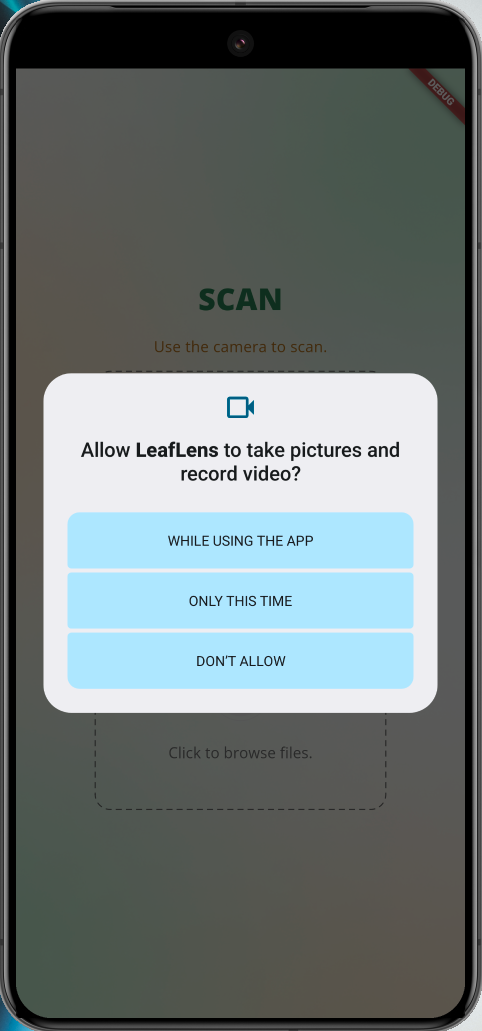 DEBUG
SCAN
Use the camera to scan.
Allow LeafLens to take pictures and
record video?
WHILE USING THE APP
ONLY THIS TIME
DON'T ALLOW
Click to browse files.